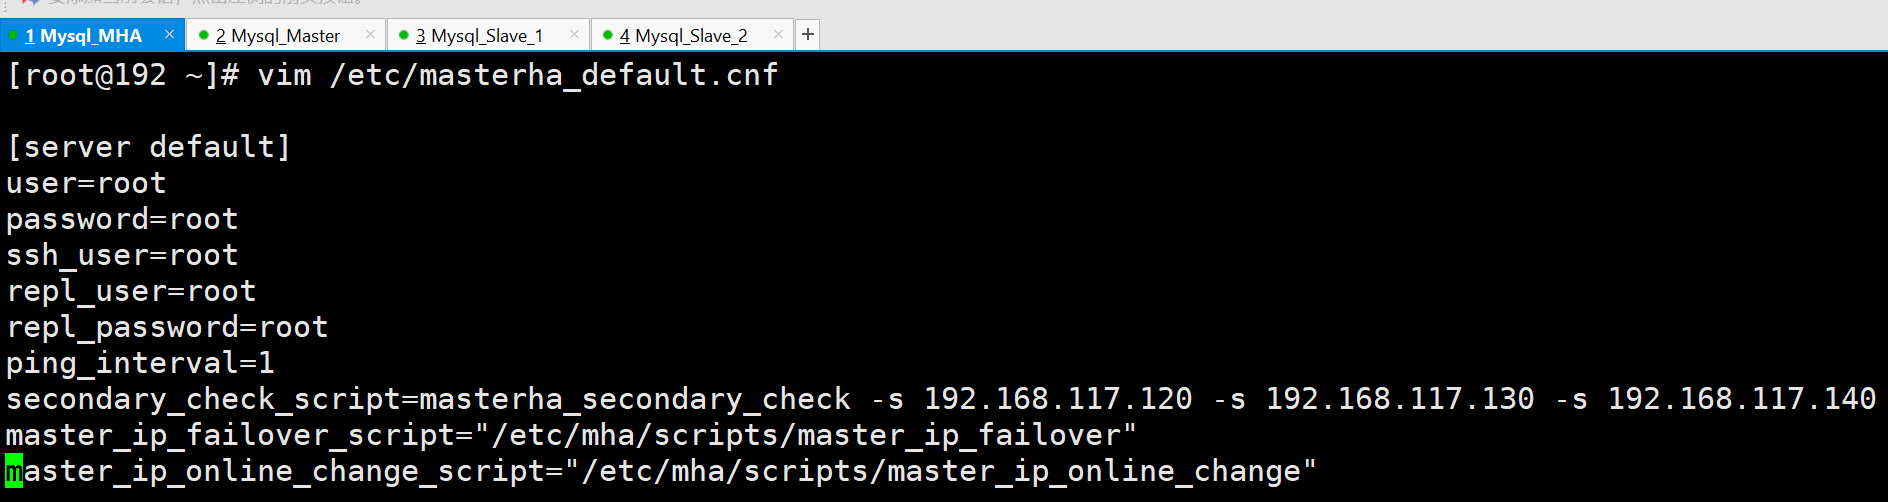 1 Mysql_MHA × 2 Mysql_Master × 3 Mysql_Slave_1 × 4 Mysql_Slave_2 × +
[root@192 ~]# vim /etc/masterha_default.cnf
[server default]
user=root
password=root
ssh_user=root
repl_user=root
repl_password=root
ping_interval=1
secondary_check_script=masterha_secondary_check -s 192.168.117.120 -s 192.168.117.130 -s 192.168.117.140
master_ip_failover_script="/etc/mha/scripts/master_ip_failover"
master_ip_online_change_script="/etc/mha/scripts/master_ip_online_change"